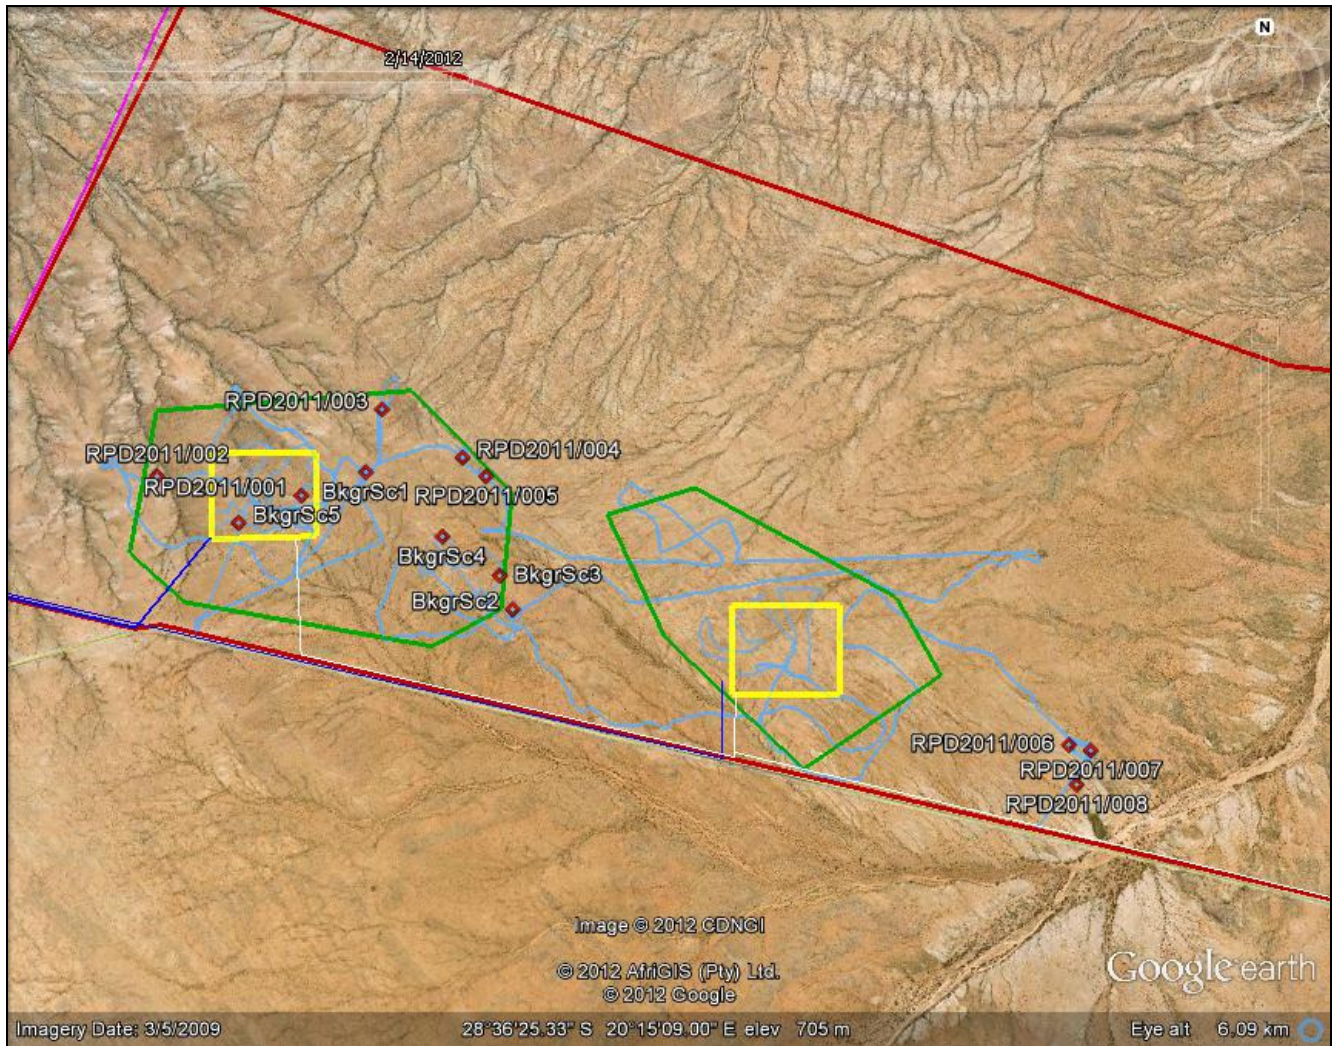 N
2/14/2012
RPD2011/003
RPD2011/002
RPD2011/004
RPD2011/001
BkgrSc1
RPD2011/005
BkgrSc5
BkgrSc4
BkgrSc3
BkgrSc2
RPD2011/006
RPD2011/007
RPD2011/008
Image © 2012 CDNGI
© 2012 AfriGIS (Pty) Ltd.
© 2012 Google
Google earth
Imagery Date: 3/5/2009 28°36'25.33" S 20°15'09.00" E elev 705 m Eye alt 6.09 km